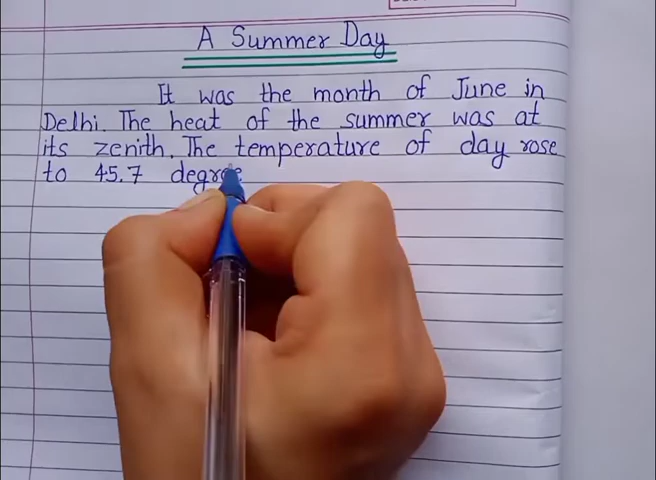 A Summer Day
It was the month of June in
Delhi. The heat of the summer was at
its zenith. The temperature of day rose
to 45.7 degree